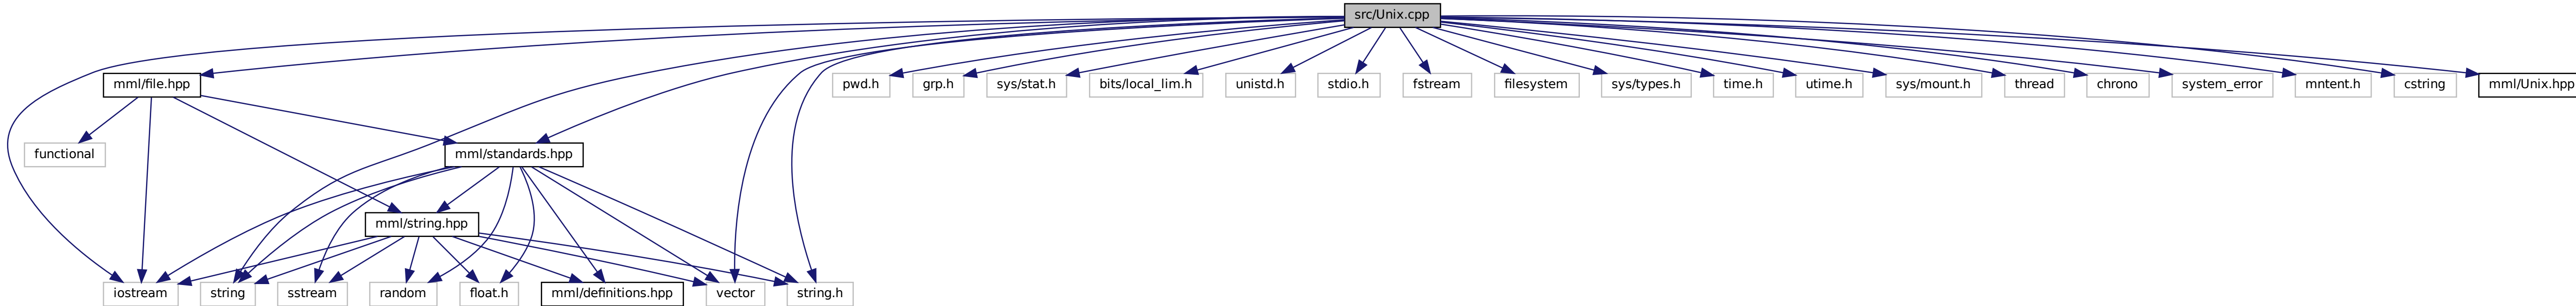 src/Unix.cpp
mml/file.hpp
pwd.h
grp.h
sys/stat.h
bits/local_lim.h
unistd.h
stdio.h
fstream
filesystem
sys/types.h
time.h
utime.h
sys/mount.h
thread
chrono
system_error
mntent.h
cstring
mml/Unix.hpp
functional
mml/standards.hpp
mml/string.hpp
iostream
string
sstream
random
float.h
mml/definitions.hpp
vector
string.h